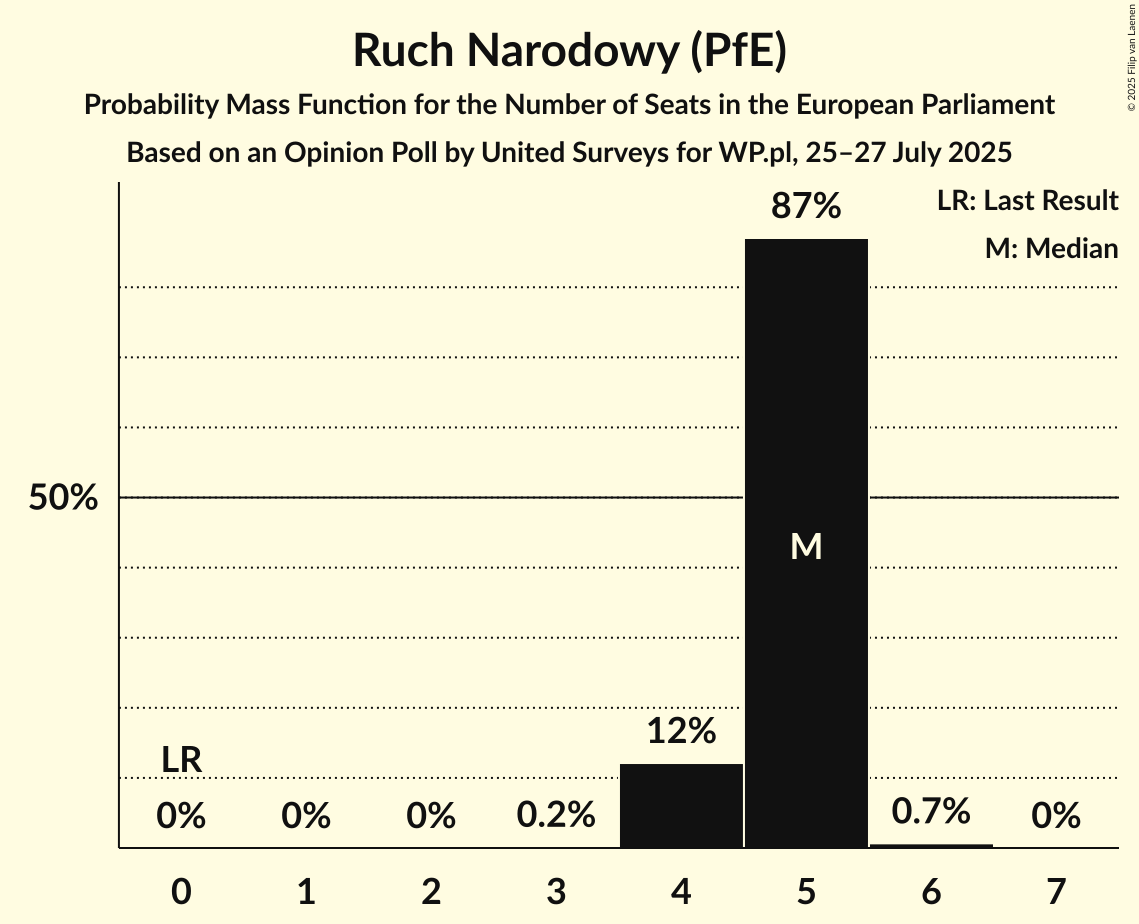 Ruch Narodowy (PfE)
Probability Mass Function for the Number of Seats in the European Parliament
Based on an Opinion Poll by United Surveys for WP.pl, 25–27 July 2025
© 2025 Filip van Laenen
LR: Last Result
M: Median
87%
50%
M
12%
LR
0% 0% 0% 0.2% 0.7% 0%
0 1 2 3 4 5 6 7